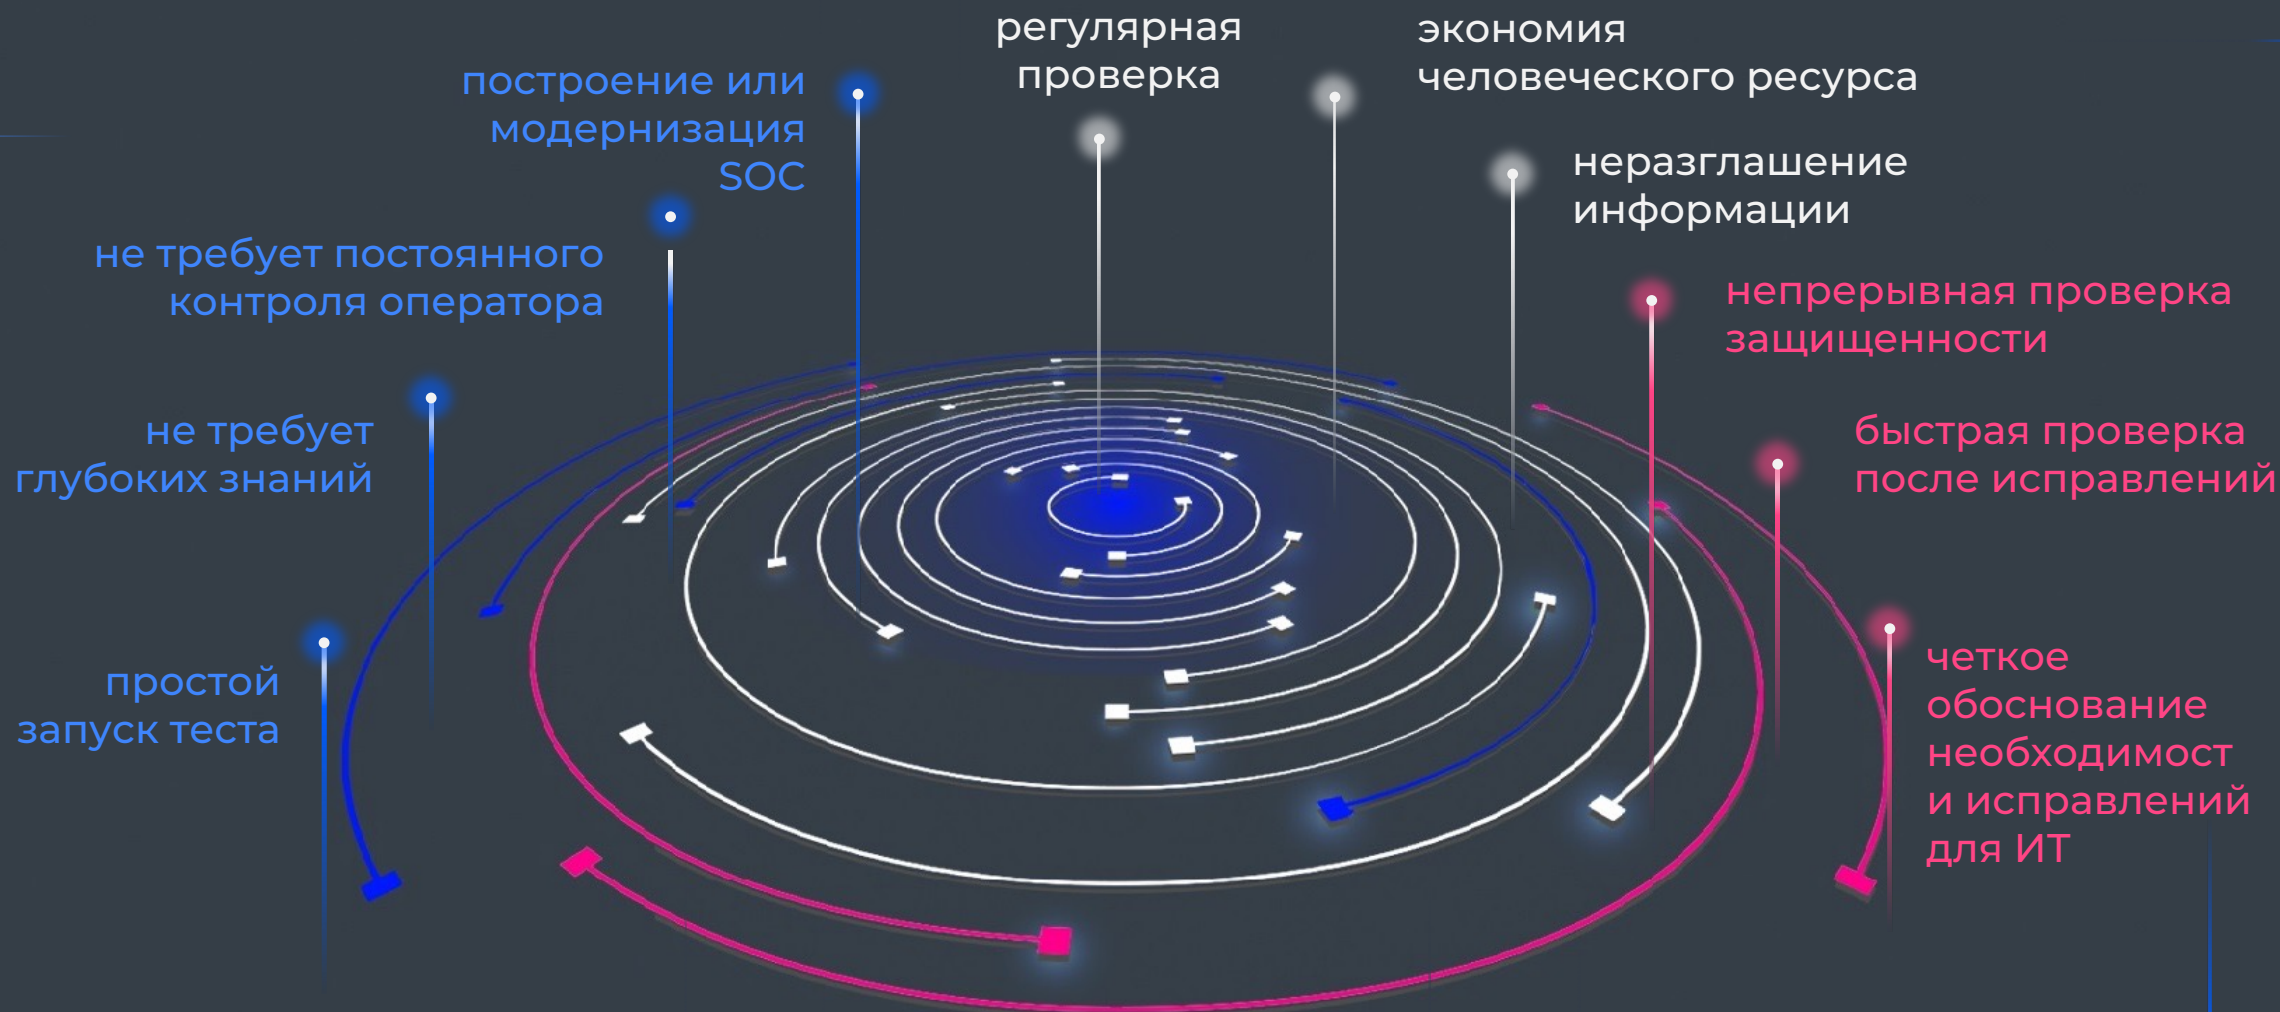 регулярная
проверка
экономия
человеческого ресурса
построение или
модернизация
SOC
неразглашение
информации
не требует постоянного
контроля оператора
непрерывная проверка
защищенности
не требует
глубоких знаний
быстрая проверка
после исправлений
простой
запуск теста
четкое
обоснование
необходимост
и исправлений
для ИТ